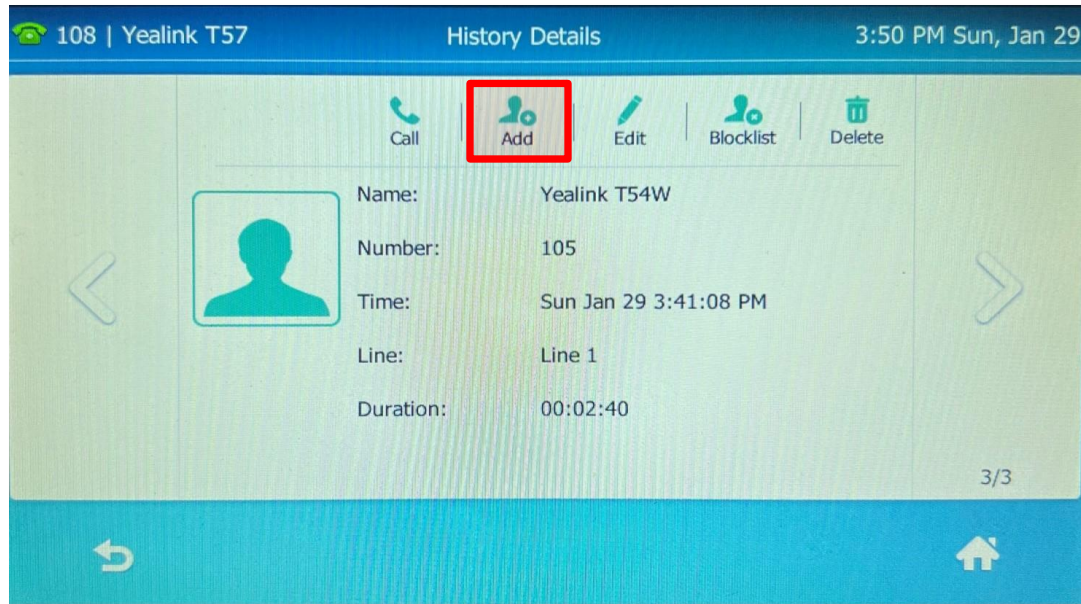 108 | Yealink T57 History Details 3:50 PM Sun, Jan 29
Call Add Edit Blocklist Delete
Name: Yealink T54W
Number: 105
Time: Sun Jan 29 3:41:08 PM
Line: Line 1
Duration: 00:02:40
3/3